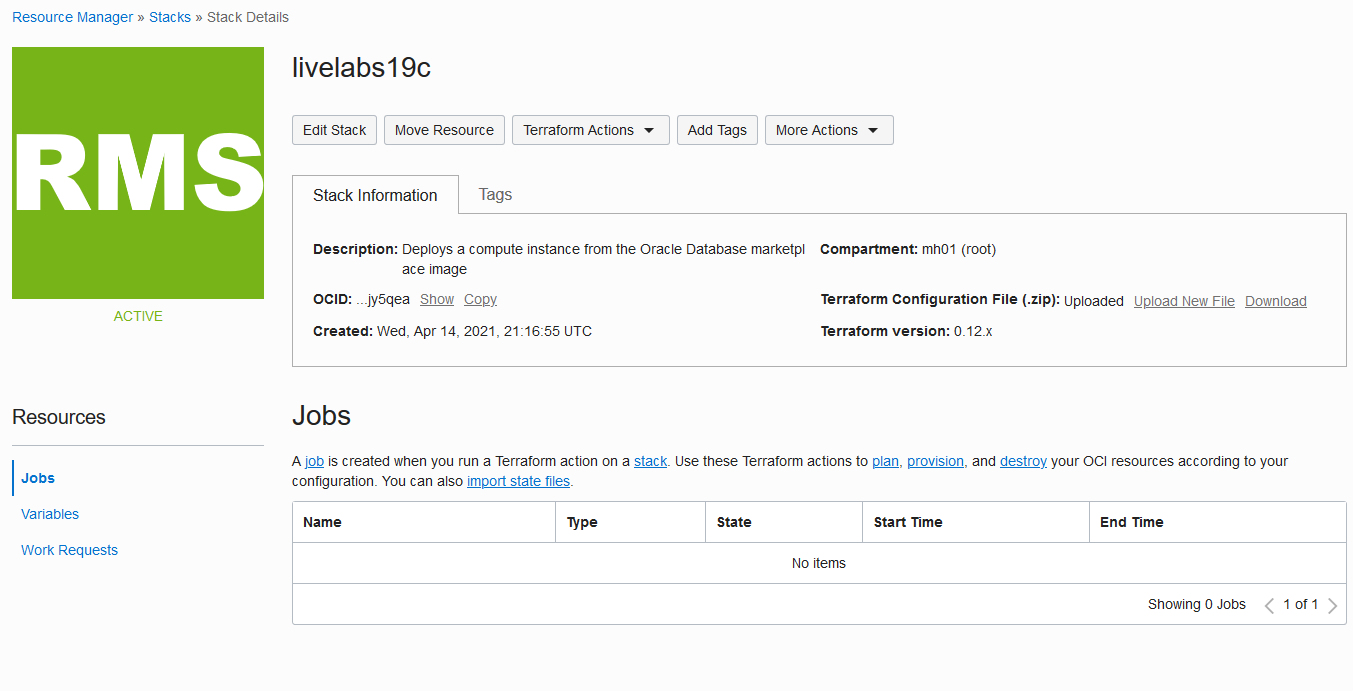 Resource Manager » Stacks » Stack Details
RMS
ACTIVE
livelabs19c
Edit Stack Move Resource Terraform Actions Add Tags More Actions
Stack Information Tags
Description: Deploys a compute instance from the Oracle Database marketpl
ace image
Compartment: mh01 (root)
OCID: ...jy5qea Show Copy
Terraform Configuration File (.zip): Uploaded Upload New File Download
Created: Wed, Apr 14, 2021, 21:16:55 UTC
Terraform version: 0.12.x
Resources
Jobs
Variables
Work Requests
Jobs
A job is created when you run a Terraform action on a stack. Use these Terraform actions to plan, provision, and destroy your OCI resources according to your
configuration. You can also import state files.
Name Type State Start Time End Time
No items
Showing 0 Jobs 1 of 1